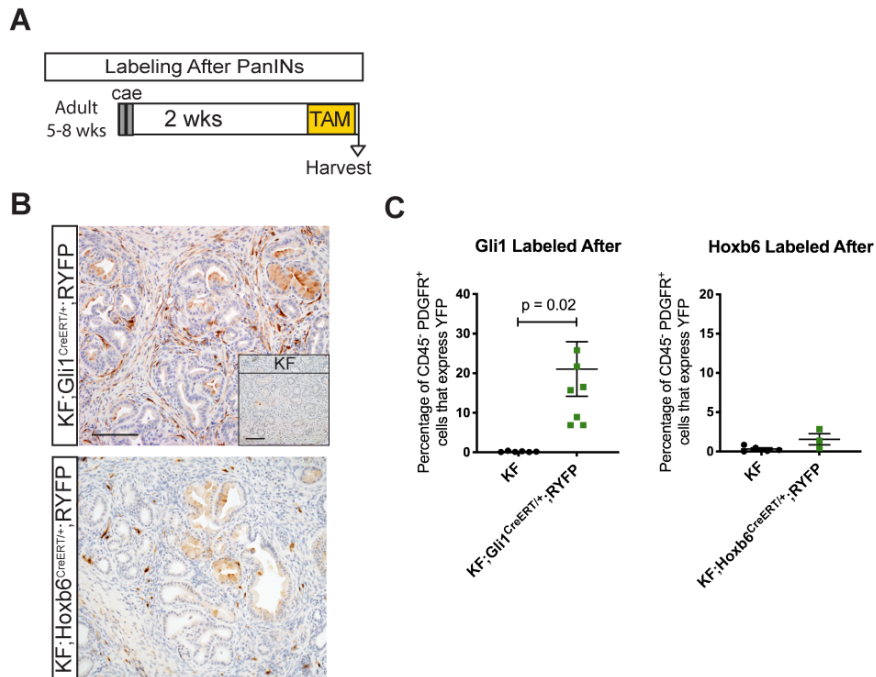 A
Labeling After PanINs
cae
Adult
5-8 wks
2 wks
TAM
Harvest
B
KF;Gli1CreERT/+;RYFP
KF
KF;Hoxb6CreERT/+;RYFP
C
Gli1 Labeled After
Percentage of CD45- PDGFR+
cells that express YFP
40
30
20
10
0
p = 0.02
KF
KF;Gli1CreERT/+;RYFP
Hoxb6 Labeled After
Percentage of CD45- PDGFR+
cells that express YFP
20
15
10
5
0
KF
KF;Hoxb6CreERT/+;RYFP